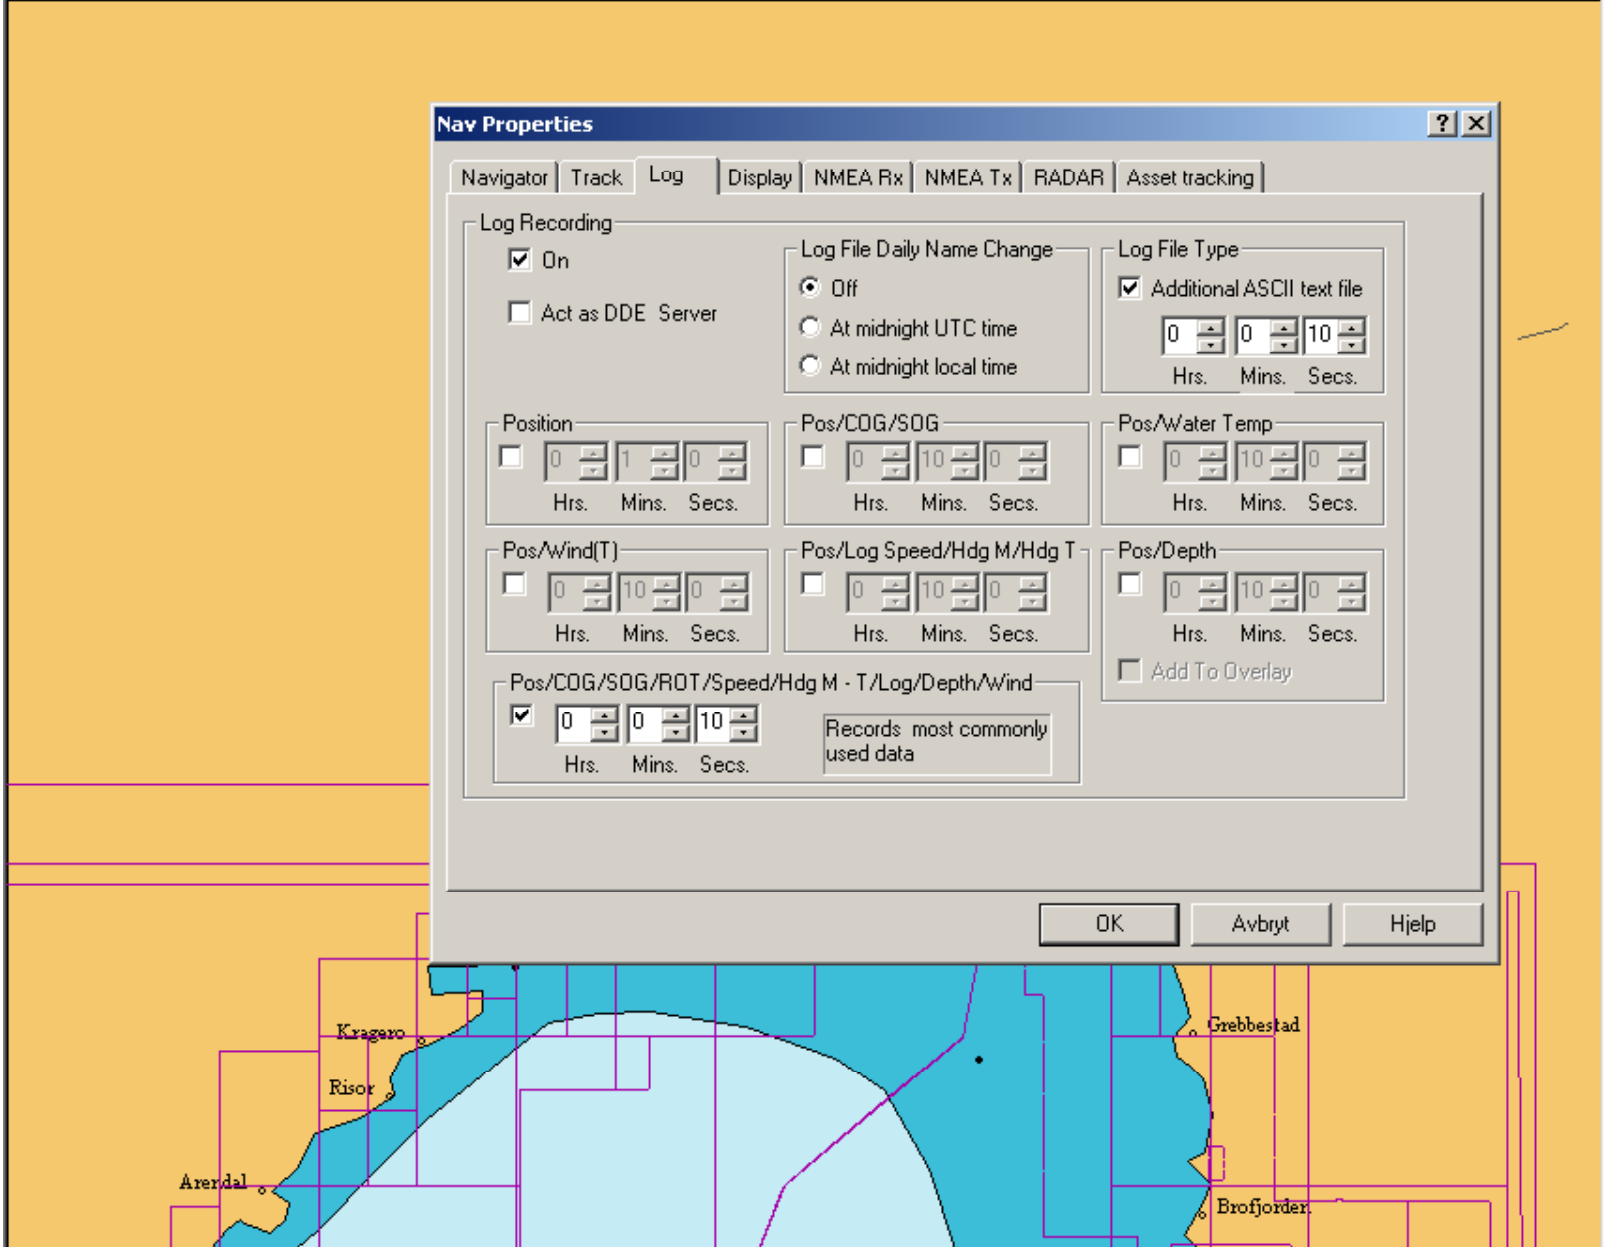 Nav Properties
Navigator Track Log Display NMEA Rx NMEA Tx RADAR Asset tracking
Log Recording
On
Act as DDE Server
Log File Daily Name Change
Off
At midnight UTC time
At midnight local time
Log File Type
Additional ASCII text file
0 0 10
Hrs. Mins. Secs.
Position
0 1 0
Hrs. Mins. Secs.
Pos/COG/SOG
0 10 0
Hrs. Mins. Secs.
Pos/Water Temp
0 10 0
Hrs. Mins. Secs.
Pos/Wind(T)
0 10 0
Hrs. Mins. Secs.
Pos/Log Speed/Hdg M/Hdg T
0 10 0
Hrs. Mins. Secs.
Pos/Depth
0 10 0
Hrs. Mins. Secs.
Add To Overlay
Pos/COG/SOG/ROT/Speed/Hdg M - T/Log/Depth/Wind
0 0 10
Hrs. Mins. Secs.
Records most commonly
used data
OK Avbryt Hjelp
Kragero
Risor
Arendal
Grebbestad
Brofjorden